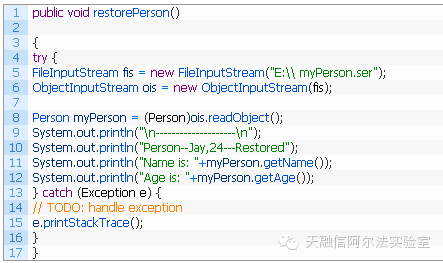 1 public void restorePerson()
2
3 {
4 try {
5 FileInputStream fis = new FileInputStream("E:\\ myPerson.ser");
6 ObjectInputStream ois = new ObjectInputStream(fis);
7
8 Person myPerson = (Person)ois.readObject();
9 System.out.println("\n-------------------\n");
10 System.out.println("Person--Jay,24---Restored");
11 System.out.println("Name is: "+myPerson.getName());
12 System.out.println("Age is: "+myPerson.getAge());
13 } catch (Exception e) {
14 // TODO: handle exception
15 e.printStackTrace();
16 }
17 }
天融信阿尔法实验室